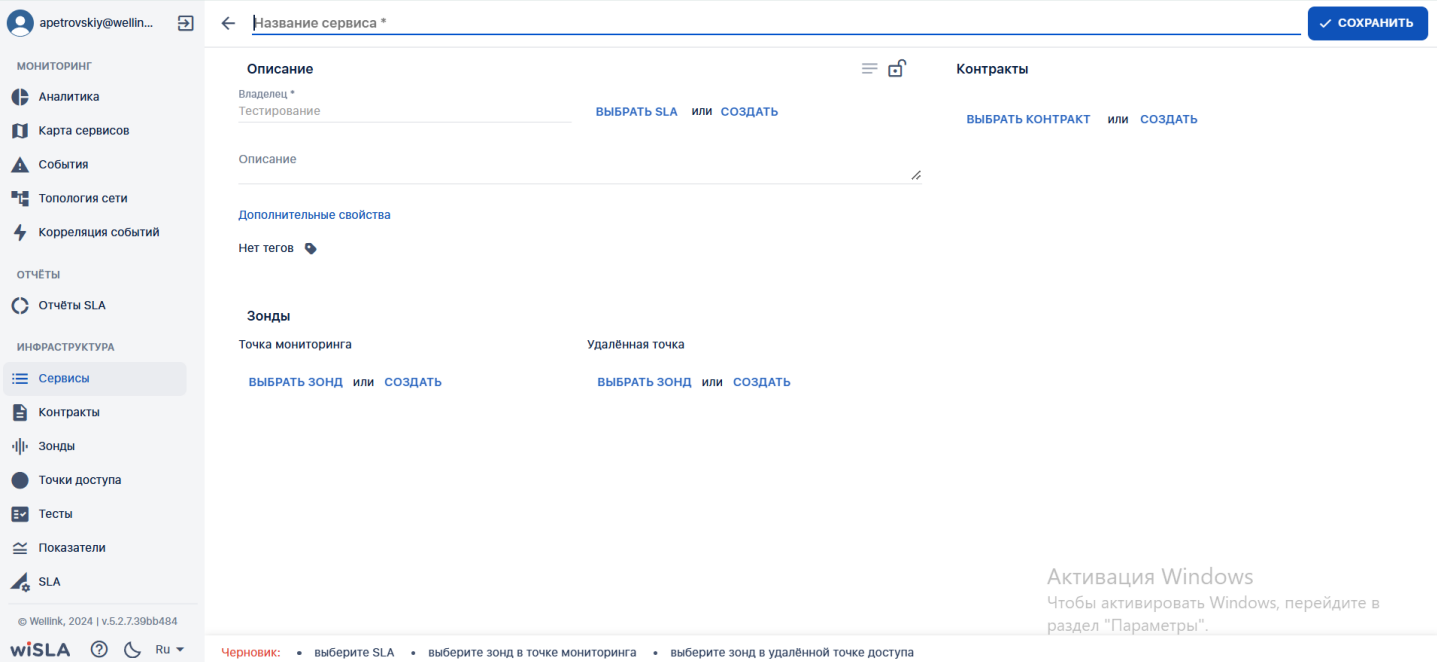 apetrovskiy@wellin...
МОНИТОРИНГ
Аналитика
Карта сервисов
События
Топология сети
Корреляция событий
ОТЧЁТЫ
Отчёты SLA
ИНФРАСТРУКТУРА
Сервисы
Контракты
Зонды
Точки доступа
Тесты
Показатели
SLA
© Wellink, 2024 | v.5.2.7.39bb484
wiSLA Ru
Название сервиса *
СОХРАНИТЬ
Описание
Владелец *
Тестирование
ВЫБРАТЬ SLA или СОЗДАТЬ
Описание
Дополнительные свойства
Нет тегов
Контракты
ВЫБРАТЬ КОНТРАКТ или СОЗДАТЬ
Зонды
Точка мониторинга
ВЫБРАТЬ ЗОНД или СОЗДАТЬ
Удалённая точка
ВЫБРАТЬ ЗОНД или СОЗДАТЬ
Активация Windows
Чтобы активировать Windows, перейдите в
раздел "Параметры".
Черновик: • выберите SLA • выберите зонд в точке мониторинга • выберите зонд в удалённой точке доступа